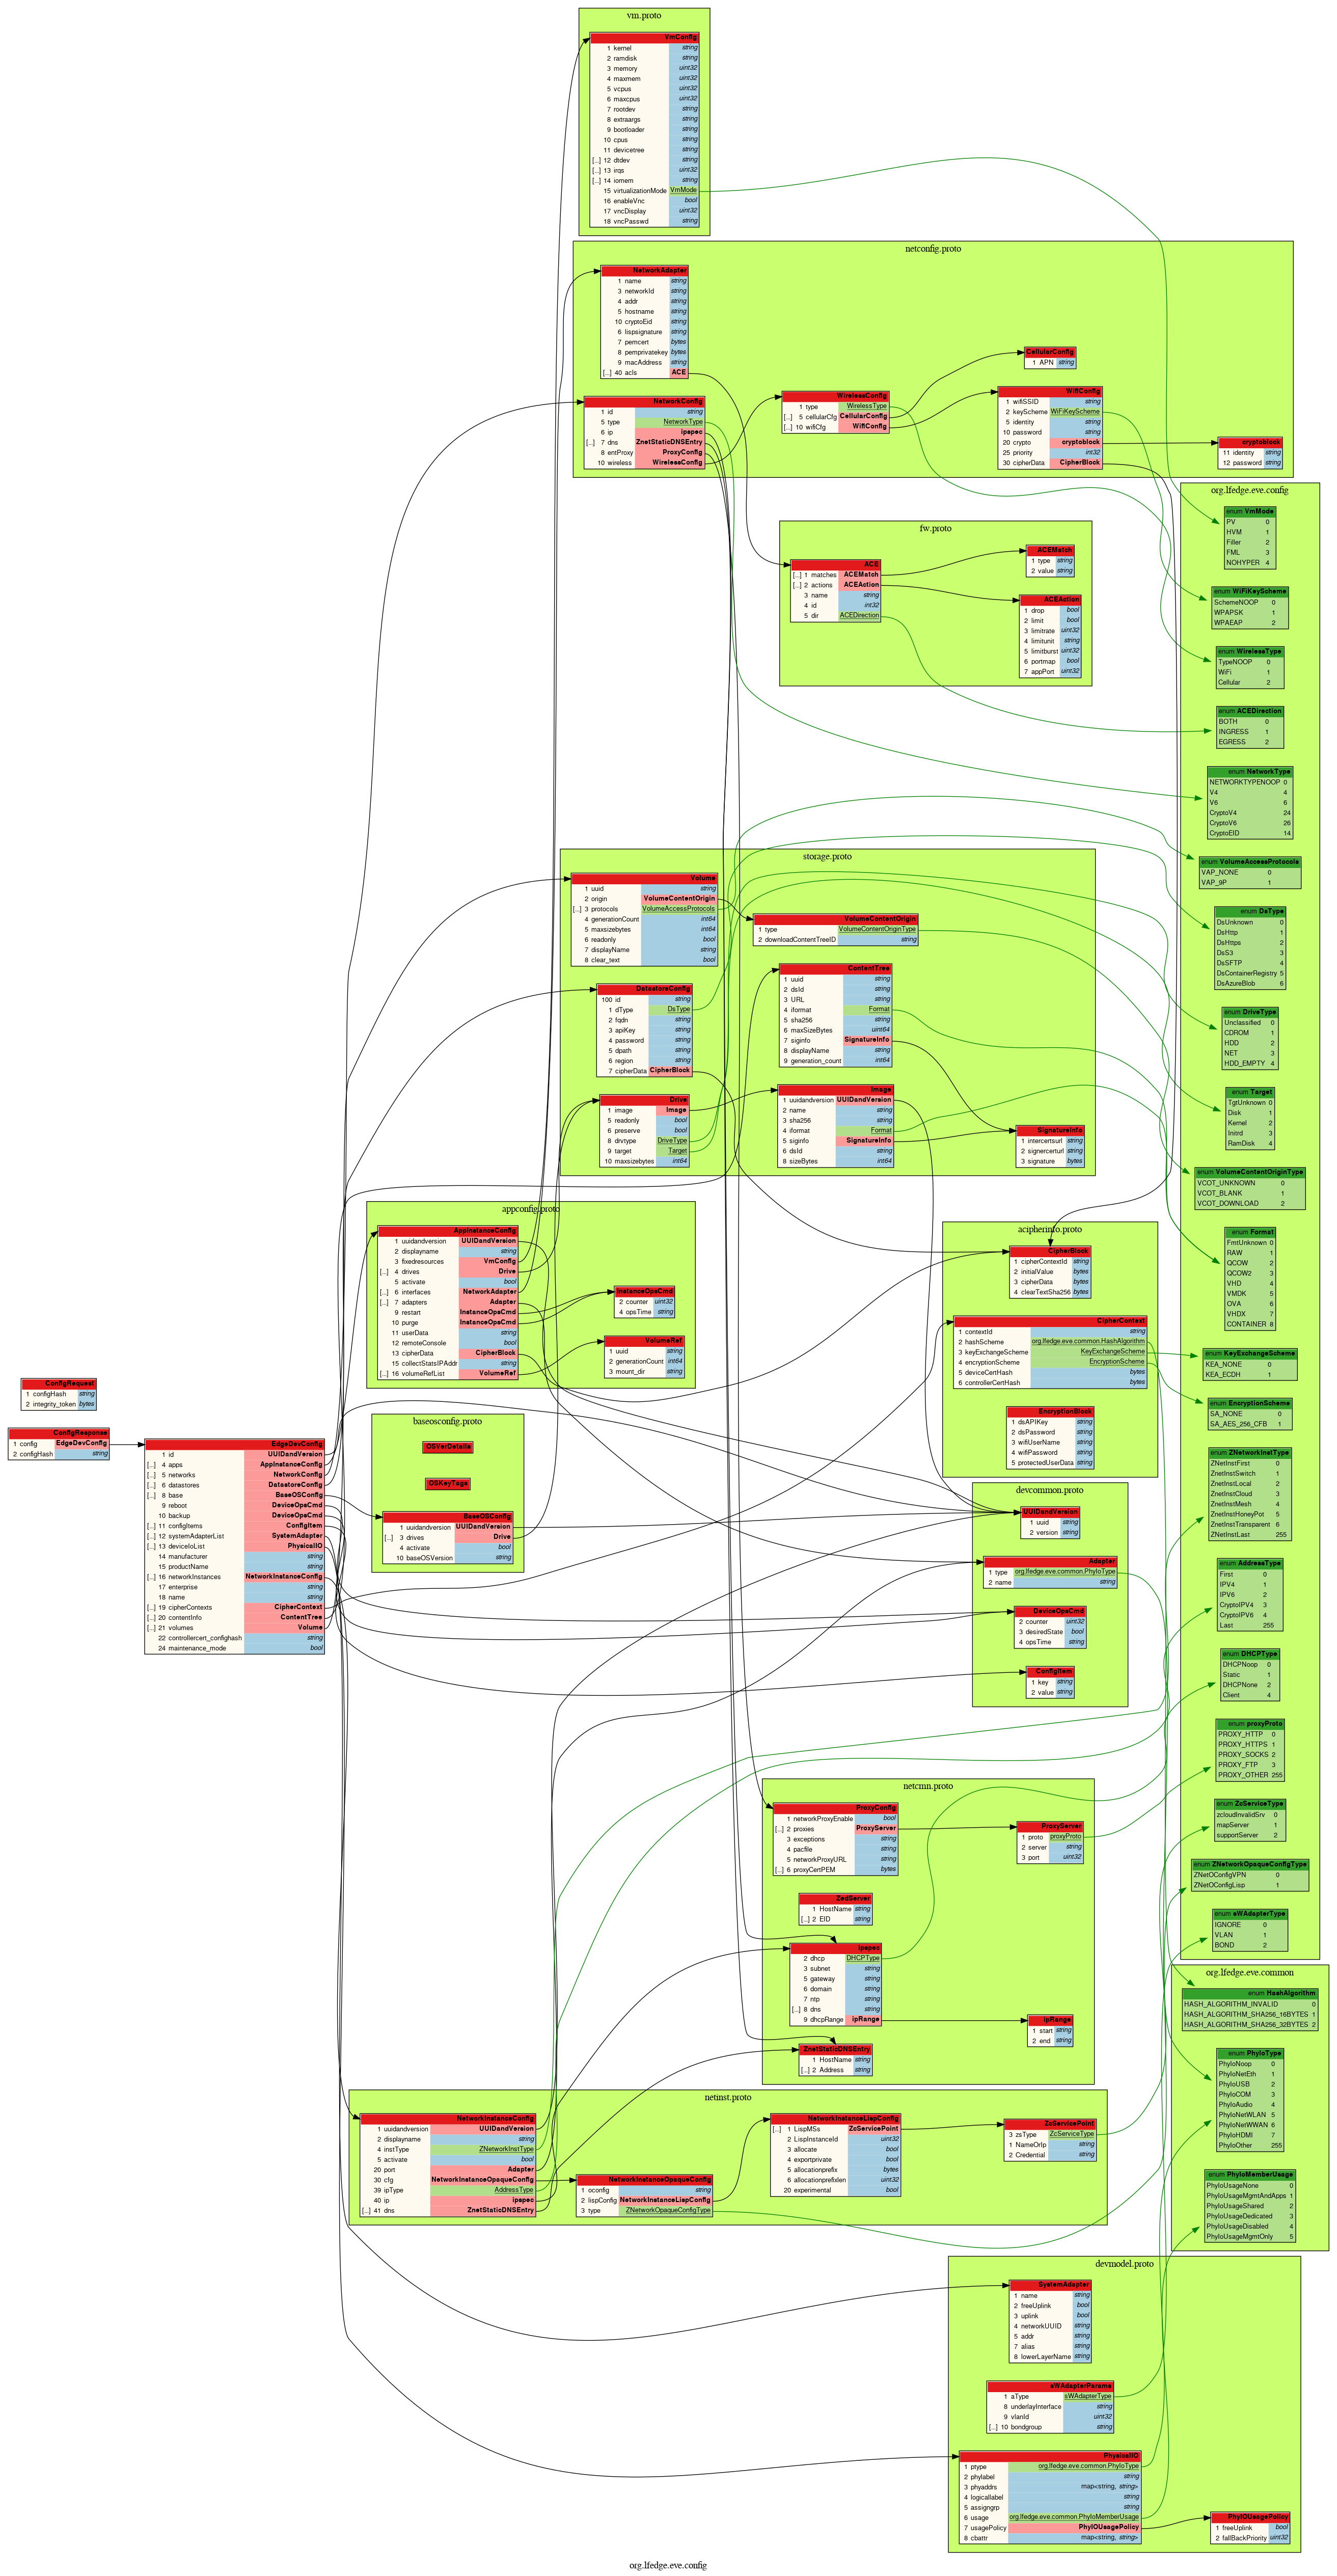 vm.proto
VmConfig
1 kernel string
2 ramdisk string
3 memory uint32
4 maxmem uint32
5 vcpus uint32
6 maxcpus uint32
7 rootdev string
8 extraargs string
9 bootloader string
10 cpus string
11 devicetree string
[...] 12 dtdev string
[...] 13 irqs uint32
[...] 14 iomem string
15 virtualizationMode VmMode
16 enableVnc bool
17 vncDisplay uint32
18 vncPasswd string
netconfig.proto
NetworkAdapter
1 name string
3 networkId string
4 addr string
5 hostname string
10 cryptoEid string
6 lispsignature string
7 pemcert bytes
8 pemprivatekey bytes
9 macAddress string
[...] 40 acls ACE
NetworkConfig
1 id string
5 type NetworkType
6 ip ipspec
[...] 7 dns ZnetStaticDNSEntry
8 entProxy ProxyConfig
10 wireless WirelessConfig
WirelessConfig
1 type WirelessType
[...] 5 cellularCfg CellularConfig
[...] 10 wifiCfg WifiConfig
CellularConfig
1 APN string
WifiConfig
1 wifiSSID string
2 keyScheme WiFiKeyScheme
5 identity string
10 password string
20 crypto cryptoblock
25 priority int32
30 cipherData CipherBlock
cryptoblock
11 identity string
12 password string
fw.proto
ACE
[...] 1 matches ACEMatch
[...] 2 actions ACEAction
3 name string
4 id int32
5 dir ACEDirection
ACEMatch
1 type string
2 value string
ACEAction
1 drop bool
2 limit bool
3 limitrate uint32
4 limitunit string
5 limitburst uint32
6 portmap bool
7 appPort uint32
storage.proto
Volume
1 uuid string
2 origin VolumeContentOrigin
[...] 3 protocols VolumeAccessProtocols
4 generationCount int64
5 maxsizebytes int64
6 readonly bool
7 displayName string
8 clear_text bool
VolumeContentOrigin
1 type VolumeContentOriginType
2 downloadContentTreeID string
DatastoreConfig
100 id string
1 dType DsType
2 fqdn string
3 apiKey string
4 password string
5 dpath string
6 region string
7 cipherData CipherBlock
ContentTree
1 uuid string
2 dsId string
3 URL string
4 iformat Format
5 sha256 string
6 maxSizeBytes uint64
7 siginfo SignatureInfo
8 displayName string
9 generation_count int64
Drive
1 image Image
5 readonly bool
6 preserve bool
8 drvtype DriveType
9 target Target
10 maxsizebytes int64
Image
1 uuidandversion UUIDandVersion
2 name string
3 sha256 string
4 iformat Format
5 siginfo SignatureInfo
6 dsId string
8 sizeBytes int64
SignatureInfo
1 intercertsurl string
2 signercerturl string
3 signature bytes
appconfig.proto
AppInstanceConfig
1 uuidandversion UUIDandVersion
2 displayname string
3 fixedresources VmConfig
[...] 4 drives Drive
5 activate bool
[...] 6 interfaces NetworkAdapter
[...] 7 adapters Adapter
9 restart InstanceOpsCmd
10 purge InstanceOpsCmd
11 userData string
12 remoteConsole bool
13 cipherData CipherBlock
15 collectStatsIPAddr string
[...] 16 volumeRefList VolumeRef
InstanceOpsCmd
2 counter uint32
4 opsTime string
VolumeRef
1 uuid string
2 generationCount int64
3 mount_dir string
acipherinfo.proto
CipherBlock
1 cipherContextId string
2 initialValue bytes
3 cipherData bytes
4 clearTextSha256 bytes
CipherContext
1 contextId string
2 hashScheme org.lfedge.eve.common.HashAlgorithm
3 keyExchangeScheme KeyExchangeScheme
4 encryptionScheme EncryptionScheme
5 deviceCertHash bytes
6 controllerCertHash bytes
EncryptionBlock
1 dsAPIKey string
2 dsPassword string
3 wifiUserName string
4 wifiPassword string
5 protectedUserData string
ConfigRequest
1 configHash string
2 integrity_token bytes
ConfigResponse
1 config EdgeDevConfig
2 configHash string
EdgeDevConfig
1 id UUIDandVersion
[...] 4 apps AppInstanceConfig
[...] 5 networks NetworkConfig
[...] 6 datastores DatastoreConfig
[...] 8 base BaseOSConfig
9 reboot DeviceOpsCmd
10 backup DeviceOpsCmd
[...] 11 configItems ConfigItem
[...] 12 systemAdapterList SystemAdapter
[...] 13 deviceIoList PhysicalIO
14 manufacturer string
15 productName string
[...] 16 networkInstances NetworkInstanceConfig
17 enterprise string
18 name string
[...] 19 cipherContexts CipherContext
[...] 20 contentInfo ContentTree
[...] 21 volumes Volume
22 controllercert_confighash string
24 maintenance_mode bool
baseosconfig.proto
OSVerDetails
OSKeyTags
BaseOSConfig
1 uuidandversion UUIDandVersion
[...] 3 drives Drive
4 activate bool
10 baseOSVersion string
devcommon.proto
UUIDandVersion
1 uuid string
2 version string
Adapter
1 type org.lfedge.eve.common.PhyIoType
2 name string
DeviceOpsCmd
2 counter uint32
3 desiredState bool
4 opsTime string
ConfigItem
1 key string
2 value string
netcmn.proto
ProxyConfig
1 networkProxyEnable bool
[...] 2 proxies ProxyServer
3 exceptions string
4 pacfile string
5 networkProxyURL string
[...] 6 proxyCertPEM bytes
ProxyServer
1 proto proxyProto
2 server string
3 port uint32
ZedServer
1 HostName string
[...] 2 EID string
ipspec
2 dhcp DHCPType
3 subnet string
5 gateway string
6 domain string
7 ntp string
[...] 8 dns string
9 dhcpRange ipRange
ipRange
1 start string
2 end string
ZnetStaticDNSEntry
1 HostName string
[...] 2 Address string
netinst.proto
NetworkInstanceConfig
1 uuidandversion UUIDandVersion
2 displayname string
4 instType ZNetworkInstType
5 activate bool
20 port Adapter
30 cfg NetworkInstanceOpaqueConfig
39 ipType AddressType
40 ip ipspec
[...] 41 dns ZnetStaticDNSEntry
NetworkInstanceOpaqueConfig
1 oconfig string
2 lispConfig NetworkInstanceLispConfig
3 type ZNetworkOpaqueConfigType
NetworkInstanceLispConfig
[...] 1 LispMSs ZcServicePoint
2 LispInstanceId uint32
3 allocate bool
4 exportprivate bool
5 allocationprefix bytes
6 allocationprefixlen uint32
20 experimental bool
ZcServicePoint
3 zsType ZcServiceType
1 NameOrIp string
2 Credential string
devmodel.proto
SystemAdapter
1 name string
2 freeUplink bool
3 uplink bool
4 networkUUID string
5 addr string
7 alias string
8 lowerLayerName string
sWAdapterParams
1 aType sWAdapterType
8 underlayInterface string
9 vlanId uint32
[...] 10 bondgroup string
PhysicalIO
1 ptype org.lfedge.eve.common.PhyIoType
2 phylabel string
3 phyaddrs map<string, string>
4 logicallabel string
5 assigngrp string
6 usage org.lfedge.eve.common.PhyIoMemberUsage
7 usagePolicy PhyIOUsagePolicy
8 cbattr map<string, string>
PhyIOUsagePolicy
1 freeUplink bool
2 fallBackPriority uint32
org.lfedge.eve.config
enum VmMode
PV 0
HVM 1
Filler 2
FML 3
NOHYPER 4
enum WiFiKeyScheme
SchemeNOOP 0
WPAPSK 1
WPAEAP 2
enum WirelessType
TypeNOOP 0
WiFi 1
Cellular 2
enum ACEDirection
BOTH 0
INGRESS 1
EGRESS 2
enum NetworkType
NETWORKTYPENOOP 0
V4 4
V6 6
CryptoV4 24
CryptoV6 26
CryptoEID 14
enum VolumeAccessProtocols
VAP_NONE 0
VAP_9P 1
enum DsType
DsUnknown 0
DsHttp 1
DsHttps 2
DsS3 3
DsSFTP 4
DsContainerRegistry 5
DsAzureBlob 6
enum DriveType
Unclassified 0
CDROM 1
HDD 2
NET 3
HDD_EMPTY 4
enum Target
TgtUnknown 0
Disk 1
Kernel 2
Initrd 3
RamDisk 4
enum VolumeContentOriginType
VCOT_UNKNOWN 0
VCOT_BLANK 1
VCOT_DOWNLOAD 2
enum Format
FmtUnknown 0
RAW 1
QCOW 2
QCOW2 3
VHD 4
VMDK 5
OVA 6
VHDX 7
CONTAINER 8
enum KeyExchangeScheme
KEA_NONE 0
KEA_ECDH 1
enum EncryptionScheme
SA_NONE 0
SA_AES_256_CFB 1
enum ZNetworkInstType
ZNetInstFirst 0
ZnetInstSwitch 1
ZnetInstLocal 2
ZnetInstCloud 3
ZnetInstMesh 4
ZnetInstHoneyPot 5
ZnetInstTransparent 6
ZNetInstLast 255
enum AddressType
First 0
IPV4 1
IPV6 2
CryptoIPV4 3
CryptoIPV6 4
Last 255
enum DHCPType
DHCPNoop 0
Static 1
DHCPNone 2
Client 4
enum proxyProto
PROXY_HTTP 0
PROXY_HTTPS 1
PROXY_SOCKS 2
PROXY_FTP 3
PROXY_OTHER 255
enum ZcServiceType
zcloudInvalidSrv 0
mapServer 1
supportServer 2
enum ZNetworkOpaqueConfigType
ZNetOConfigVPN 0
ZNetOConfigLisp 1
enum sWAdapterType
IGNORE 0
VLAN 1
BOND 2
org.lfedge.eve.common
enum HashAlgorithm
HASH_ALGORITHM_INVALID 0
HASH_ALGORITHM_SHA256_16BYTES 1
HASH_ALGORITHM_SHA256_32BYTES 2
enum PhyIoType
PhyIoNoop 0
PhyIoNetEth 1
PhyIoUSB 2
PhyIoCOM 3
PhyIoAudio 4
PhyIoNetWLAN 5
PhyIoNetWWAN 6
PhyIoHDMI 7
PhyIoOther 255
enum PhyIoMemberUsage
PhyIoUsageNone 0
PhyIoUsageMgmtAndApps 1
PhyIoUsageShared 2
PhyIoUsageDedicated 3
PhyIoUsageDisabled 4
PhyIoUsageMgmtOnly 5
org.lfedge.eve.config